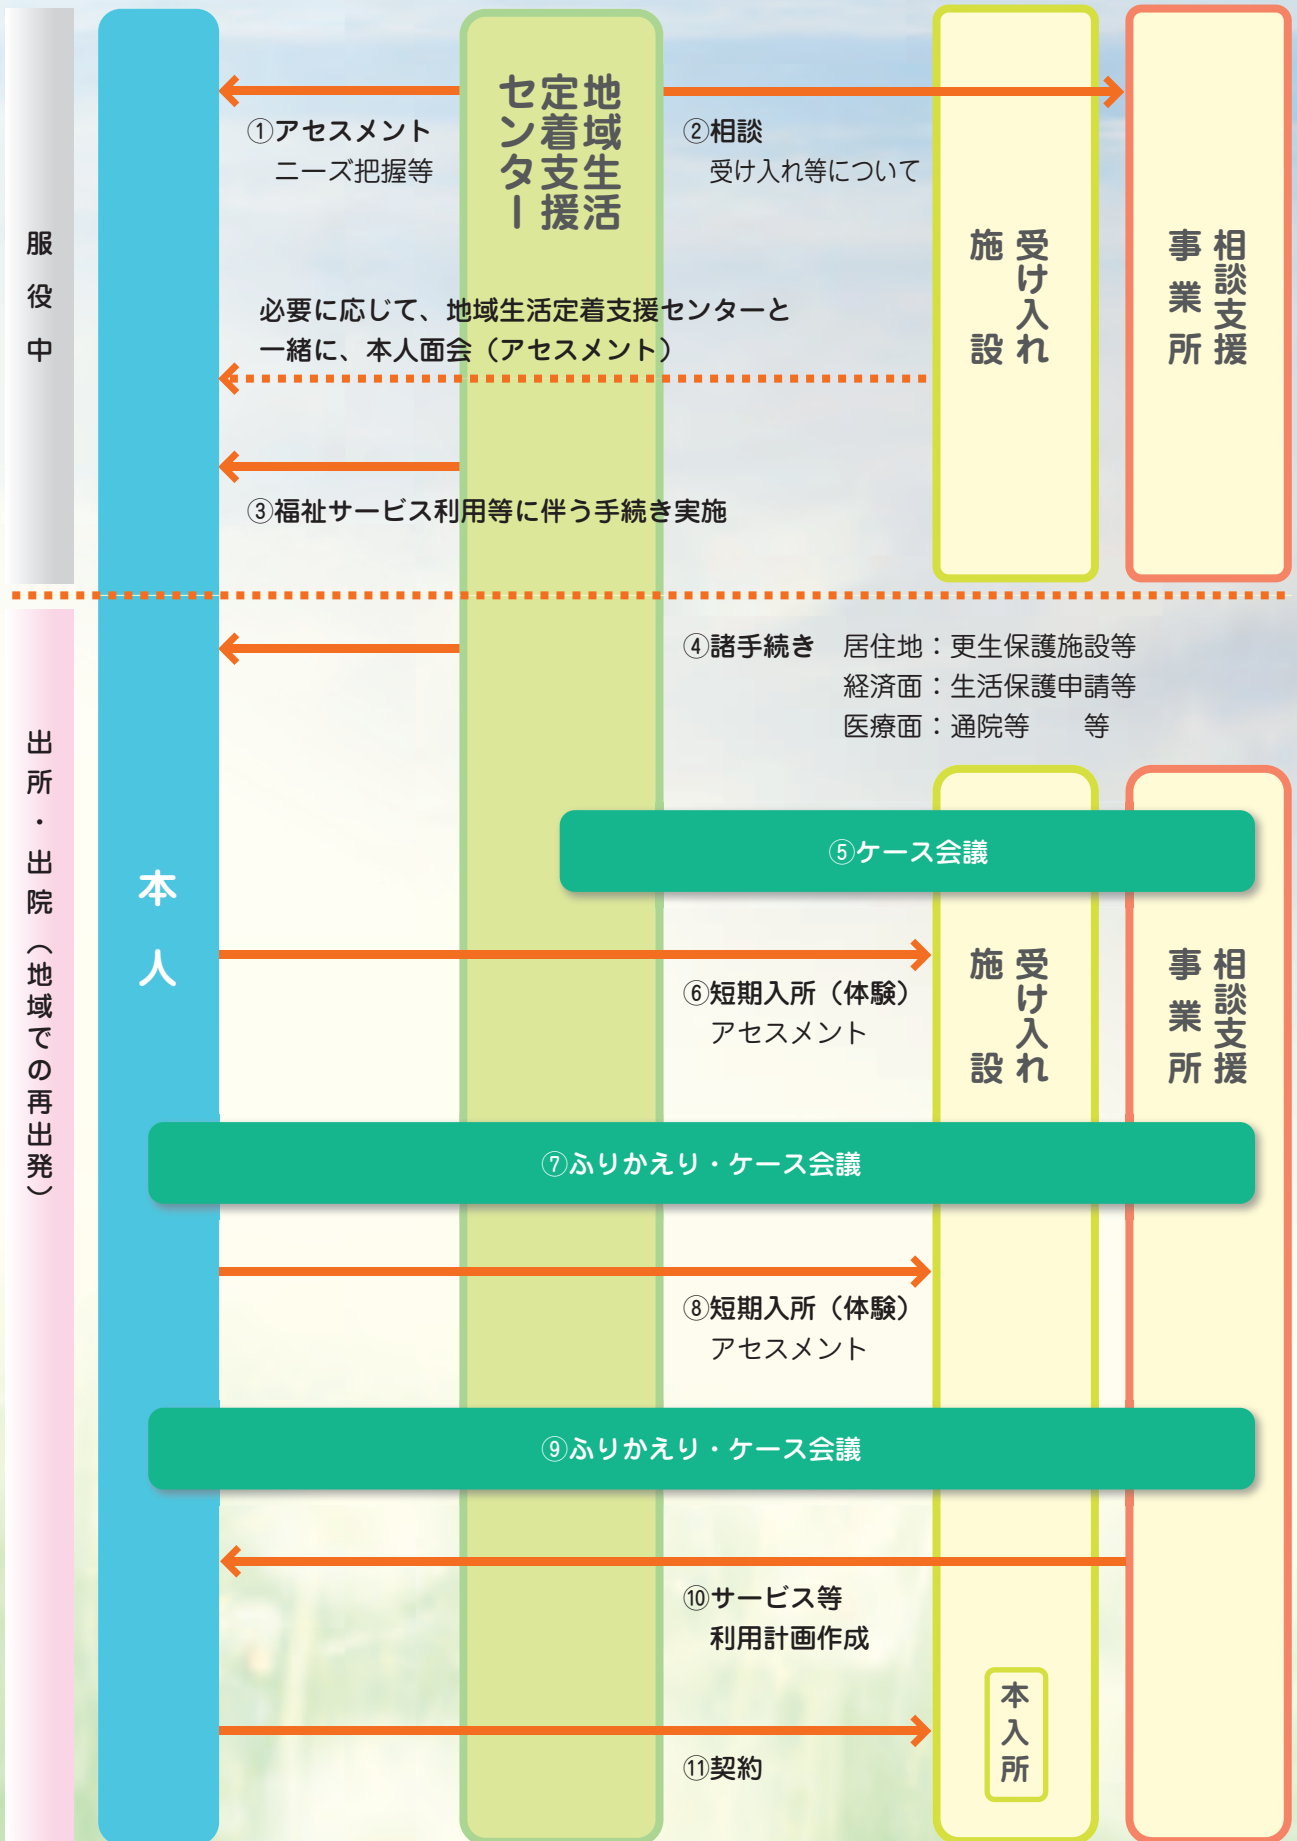 服役中
地域生活
定着支援
センター
①アセスメント
ニーズ把握等
②相談
受け入れ等について
受け入れ
施設
相談支援
事業所
必要に応じて、地域生活定着支援センターと
一緒に、本人面会（アセスメント）
③福祉サービス利用等に伴う手続き実施
出所・出院（地域での再出発）
本人
④諸手続き　居住地：更生保護施設等
経済面：生活保護申請等
医療面：通院等　　等
⑤ケース会議
受け入れ
施設
相談支援
事業所
⑥短期入所（体験）
アセスメント
⑦ふりかえり・ケース会議
⑧短期入所（体験）
アセスメント
⑨ふりかえり・ケース会議
⑩サービス等
利用計画作成
本入所
⑪契約